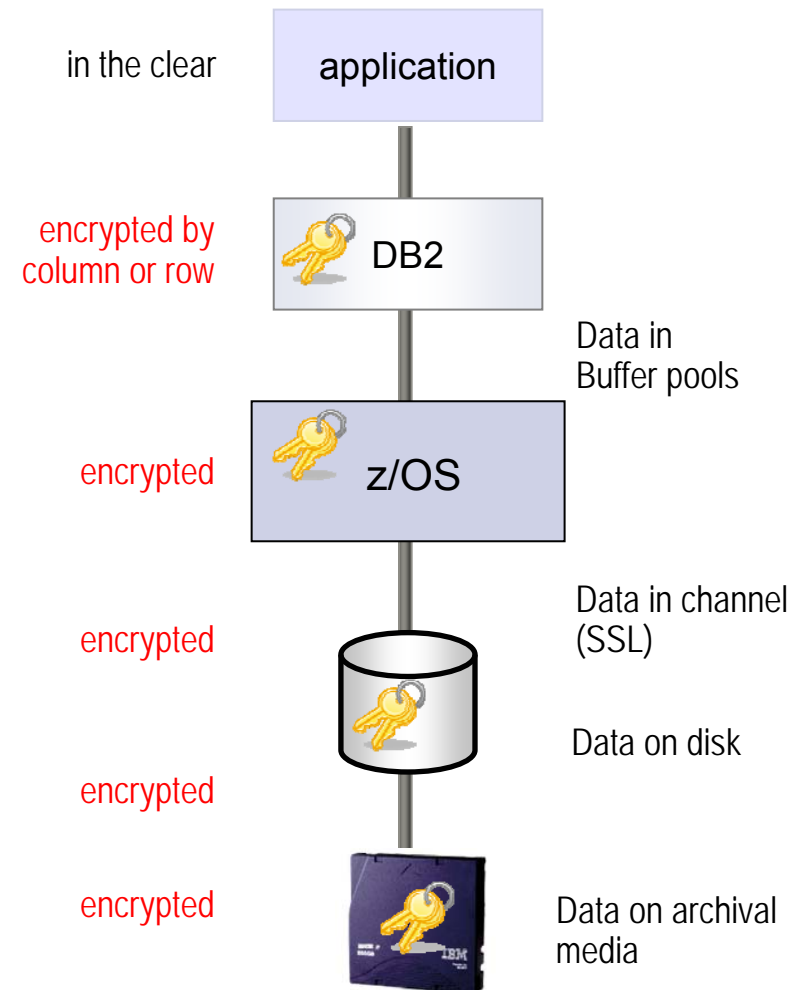 in the clear
application
encrypted by
column or row
DB2
Data in
Buffer pools
encrypted
z/OS
Data in channel
(SSL)
encrypted
Data on disk
encrypted
encrypted
Data on archival
media
IBM